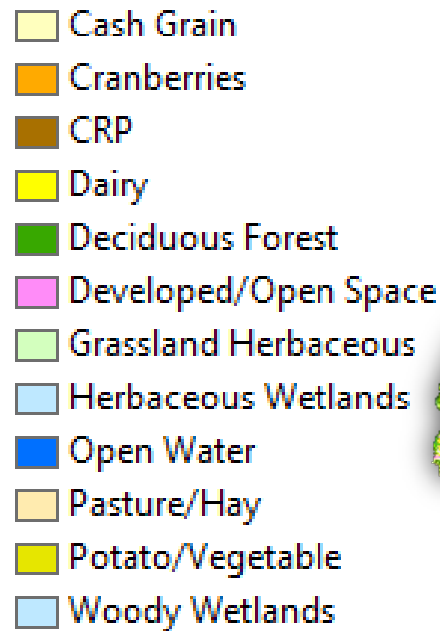 Cash Grain
Cranberries
CRP
Dairy
Deciduous Forest
Developed/Open Space
Grassland Herbaceous
Herbaceous Wetlands
Open Water
Pasture/Hay
Potato/Vegetable
Woody Wetlands